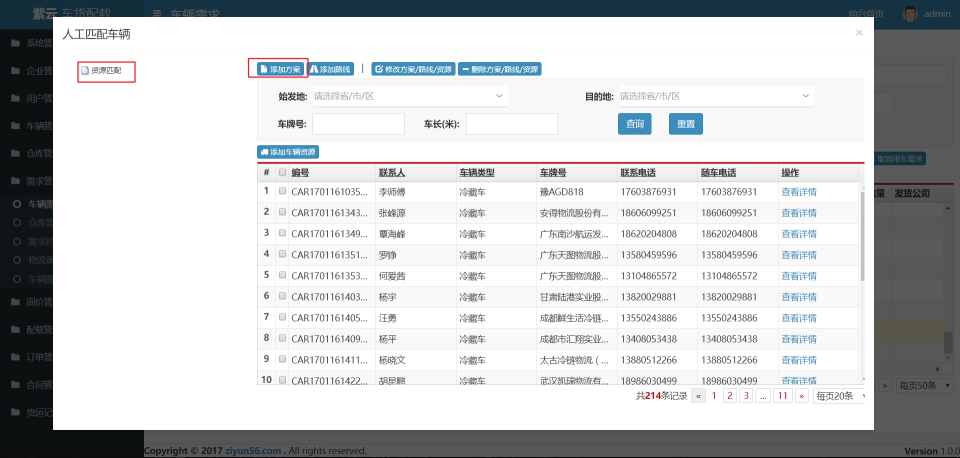 紫云 车货配载
车辆需求
前台首页 admin
人工匹配车辆
×
资源匹配
添加方案 添加路线 | 修改方案/路线/资源 删除方案/路线/资源
始发地: 请选择省/市/区 目的地: 请选择省/市/区
车牌号: 车长(米): 查询 重置
添加车辆资源
# 编号 联系人 车辆类型 车牌号 联系电话 随车电话 操作
1 CAR1701161035... 李师傅 冷藏车 豫AGD818 17603876931 17603876931 查看详情
2 CAR1701161343... 张峰源 冷藏车 安得物流股份有... 18606099251 18606099251 查看详情
3 CAR1701161349... 覃海峰 冷藏车 广东南沙航运发... 18620204808 18620204808 查看详情
4 CAR1701161351... 罗铮 冷藏车 广东天图物流股... 13580459596 13580459596 查看详情
5 CAR1701161353... 何爱茜 冷藏车 广东天图物流股... 13104865572 13104865572 查看详情
6 CAR1701161403... 杨宇 冷藏车 甘肃陆港实业股... 13820029881 13820029881 查看详情
7 CAR1701161405... 汪勇 冷藏车 成都鲜生活冷链... 13550243886 13550243886 查看详情
8 CAR1701161409... 杨平 冷藏车 成都市汇翔实业... 13408053438 13408053438 查看详情
9 CAR1701161411... 杨晓文 冷藏车 太古冷链物流（... 13880512266 13880512266 查看详情
10 CAR1701161422... 胡昆鹏 冷藏车 武汉凯瑞物流有... 18986030499 18986030499 查看详情
共214条记录 « 1 2 3 ... 11 » 每页20条
系统管
企业管
用户管
车辆管
仓库管
需求管
车辆需
仓库需
需求匹
物流源
车辆需
询价管
配载管
订单管
合同管
货运记
取消用车需求
量 发货公司
» 每页50条
Copyright © 2017 ziyun56.com . All rights reserved.
Version 1.0.0